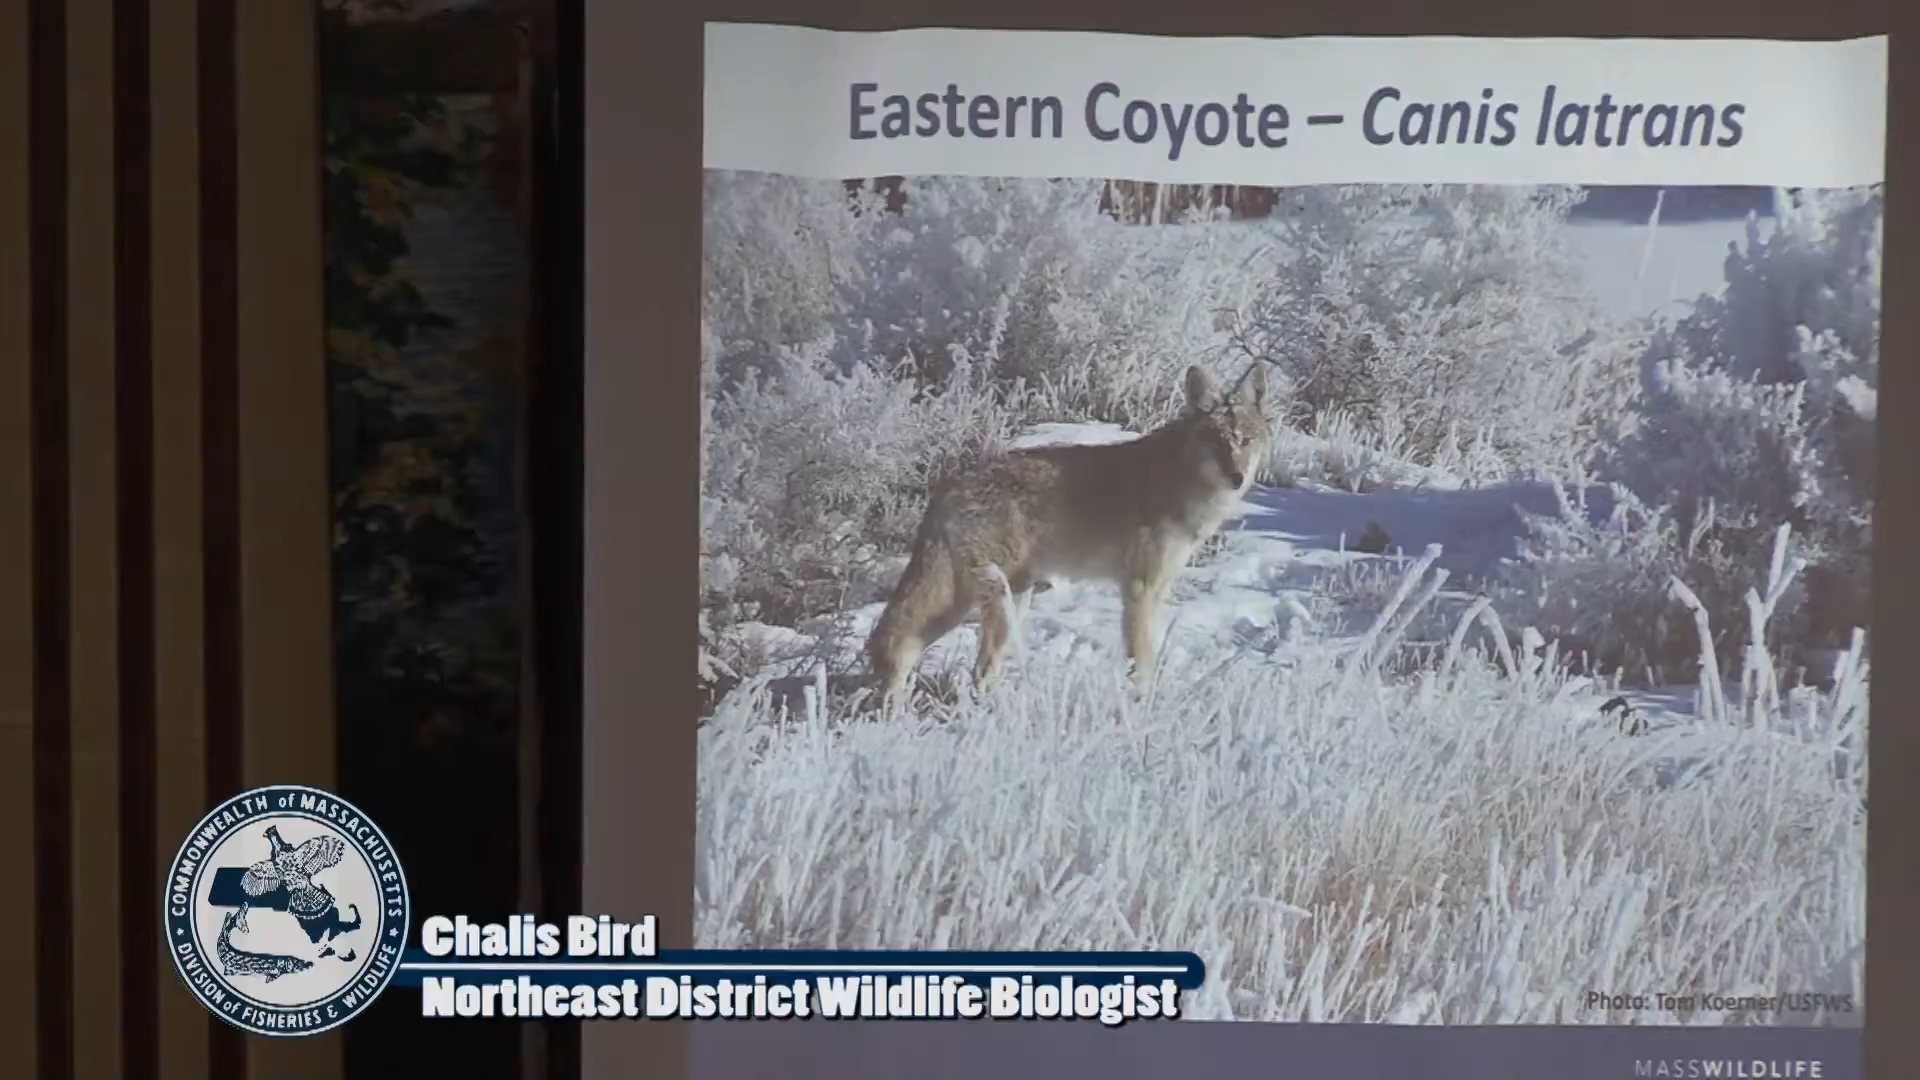 Eastern Coyote – Canis latrans
COMMONWEALTH of MASSACHUSETTS
DIVISION of FISHERIES & WILDLIFE
Chalis Bird
Northeast District Wildlife Biologist
Photo: Tom Koerner/USFWS
MASSWILDLIFE